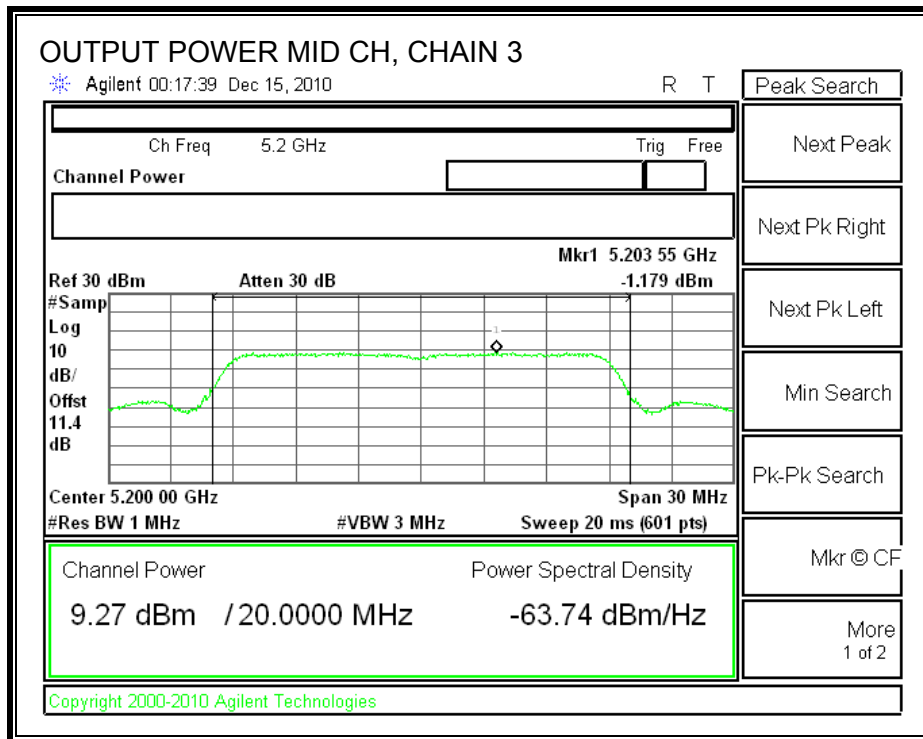 OUTPUT POWER MID CH, CHAIN 3
Agilent 00:17:39 Dec 15, 2010 R T
Peak Search
Ch Freq 5.2 GHz Trig Free
Channel Power
Mkr1 5.203 55 GHz
Ref 30 dBm Atten 30 dB -1.179 dBm
#Samp
Log
10
dB/
Offst
11.4
dB
1
Center 5.200 00 GHz Span 30 MHz
#Res BW 1 MHz #VBW 3 MHz Sweep 20 ms (601 pts)
Channel Power Power Spectral Density
9.27 dBm /20.0000 MHz -63.74 dBm/Hz
Next Peak
Next Pk Right
Next Pk Left
Min Search
Pk-Pk Search
Mkr © CF
More
1 of 2
Copyright 2000-2010 Agilent Technologies